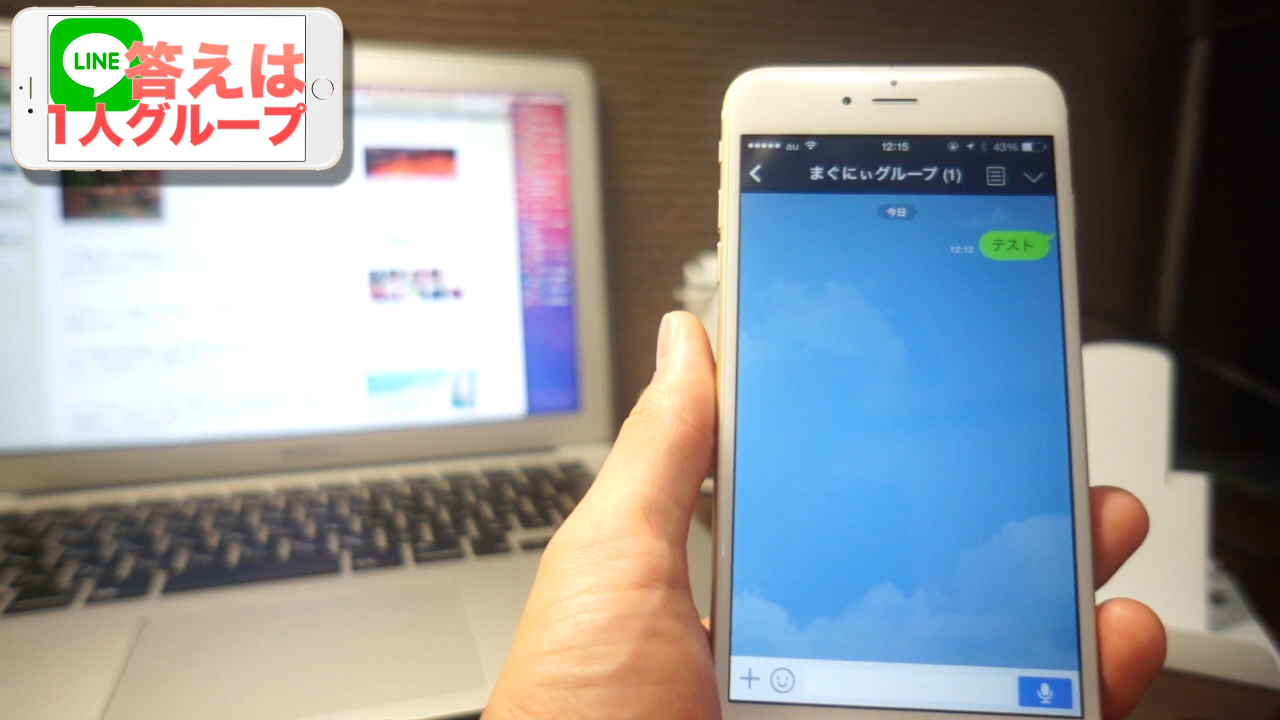 LINE
答えは
1人グループ
au 12:15 43%
まぐにぃグループ (1)
今日
12:12 テスト